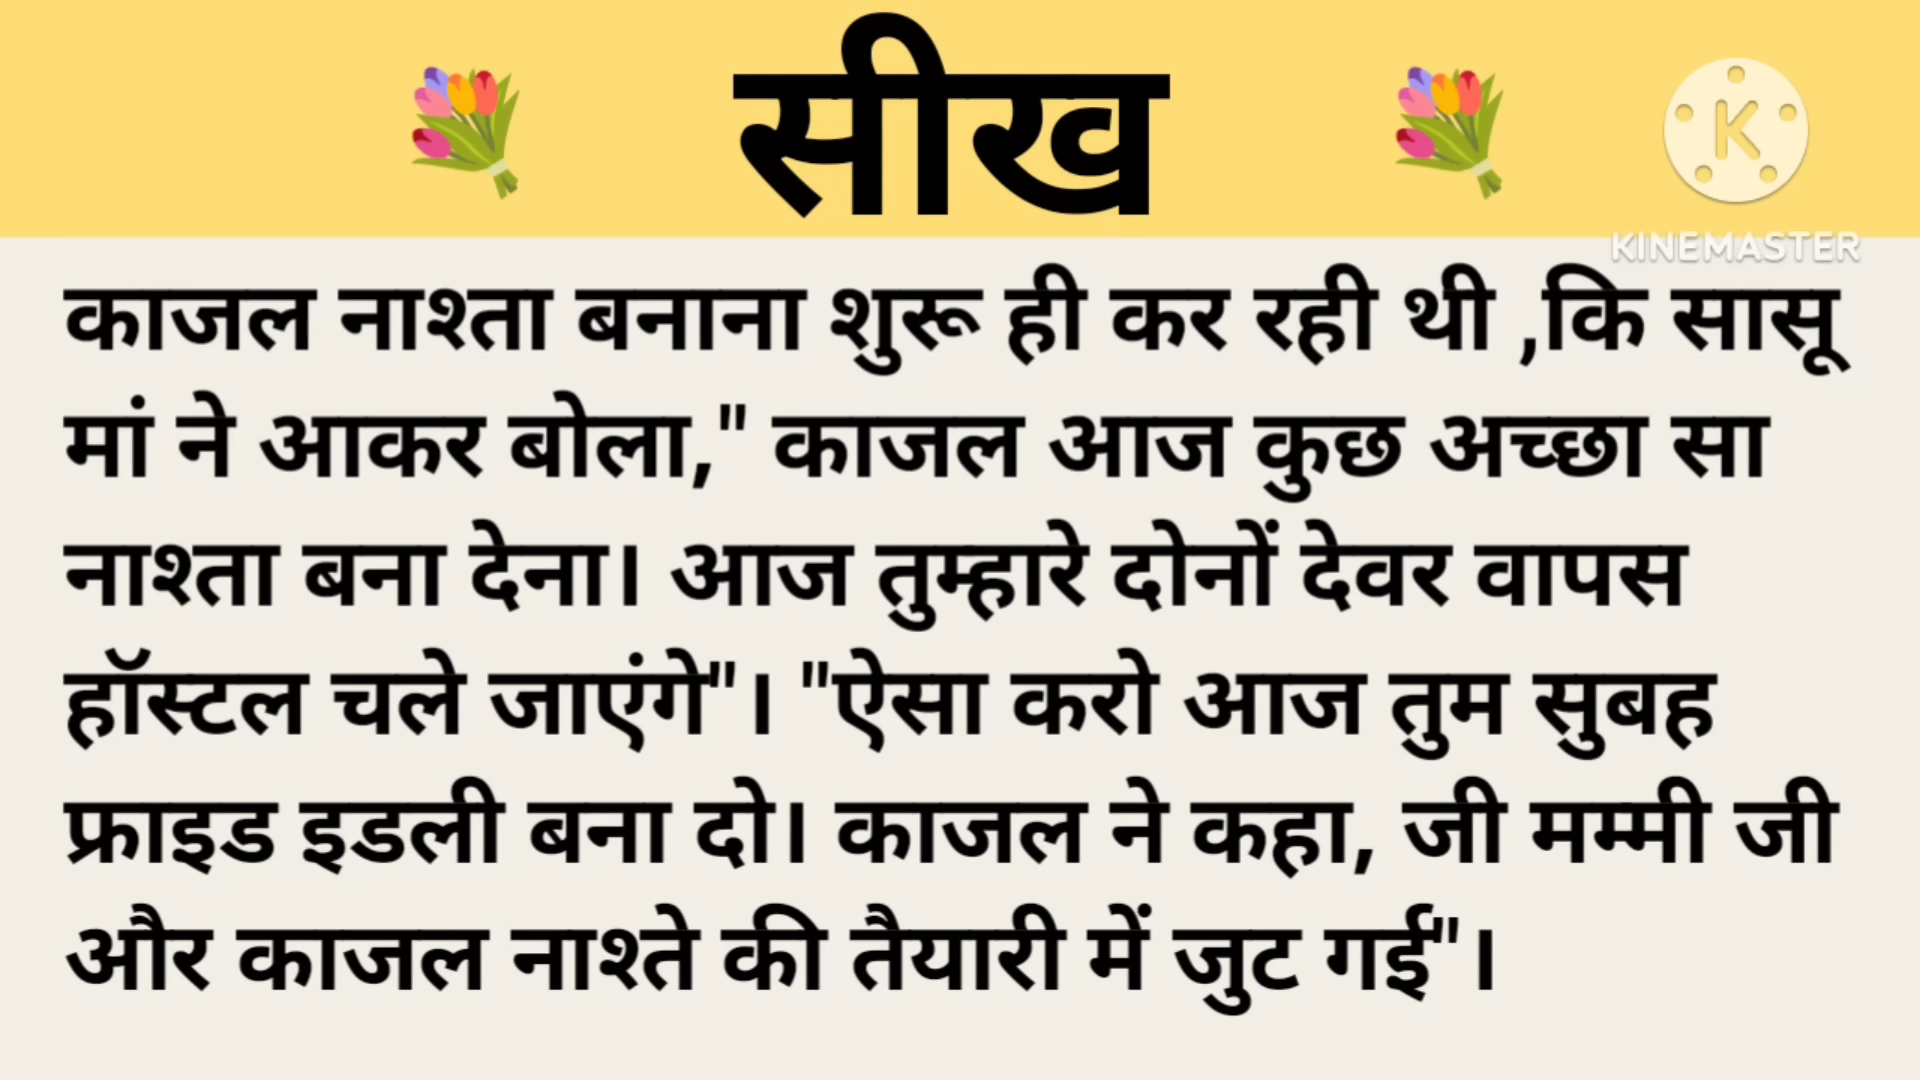 सीख
K
KINEMASTER
काजल नाश्ता बनाना शुरू ही कर रही थी ,कि सासू
मां ने आकर बोला," काजल आज कुछ अच्छा सा
नाश्ता बना देना। आज तुम्हारे दोनों देवर वापस
हॉस्टल चले जाएंगे"। "ऐसा करो आज तुम सुबह
फ्राइड इडली बना दो। काजल ने कहा, जी मम्मी जी
और काजल नाश्ते की तैयारी में जुट गई"।